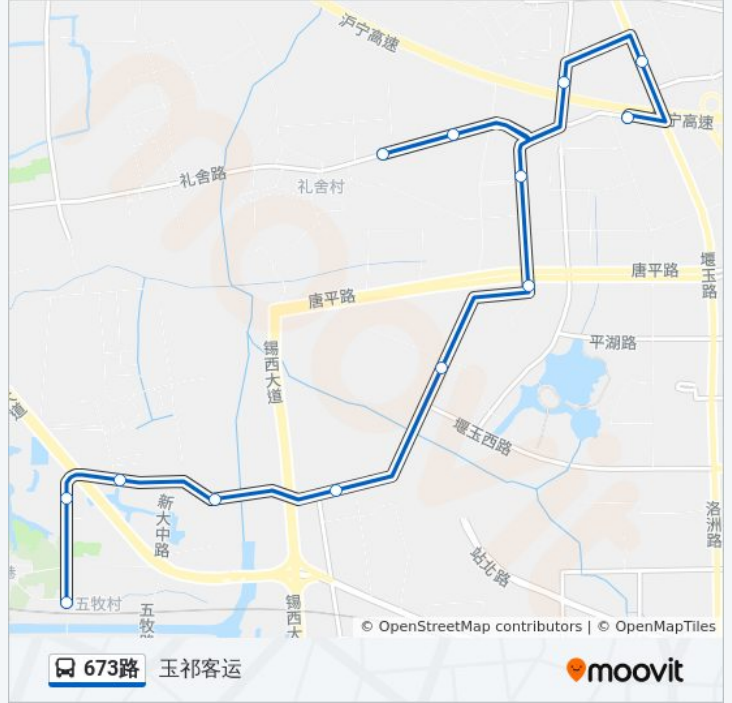 沪宁高速
宁高速
礼舍路
礼舍村
堰玉路
唐平路
唐平路
锡西大道
平湖路
道
堰玉西路
新大中路
洛洲路
站北路
巷
五牧村
五牧路
锡西大
© OpenStreetMap contributors | © OpenMapTiles
673路 玉祁客运
moovit
moovit